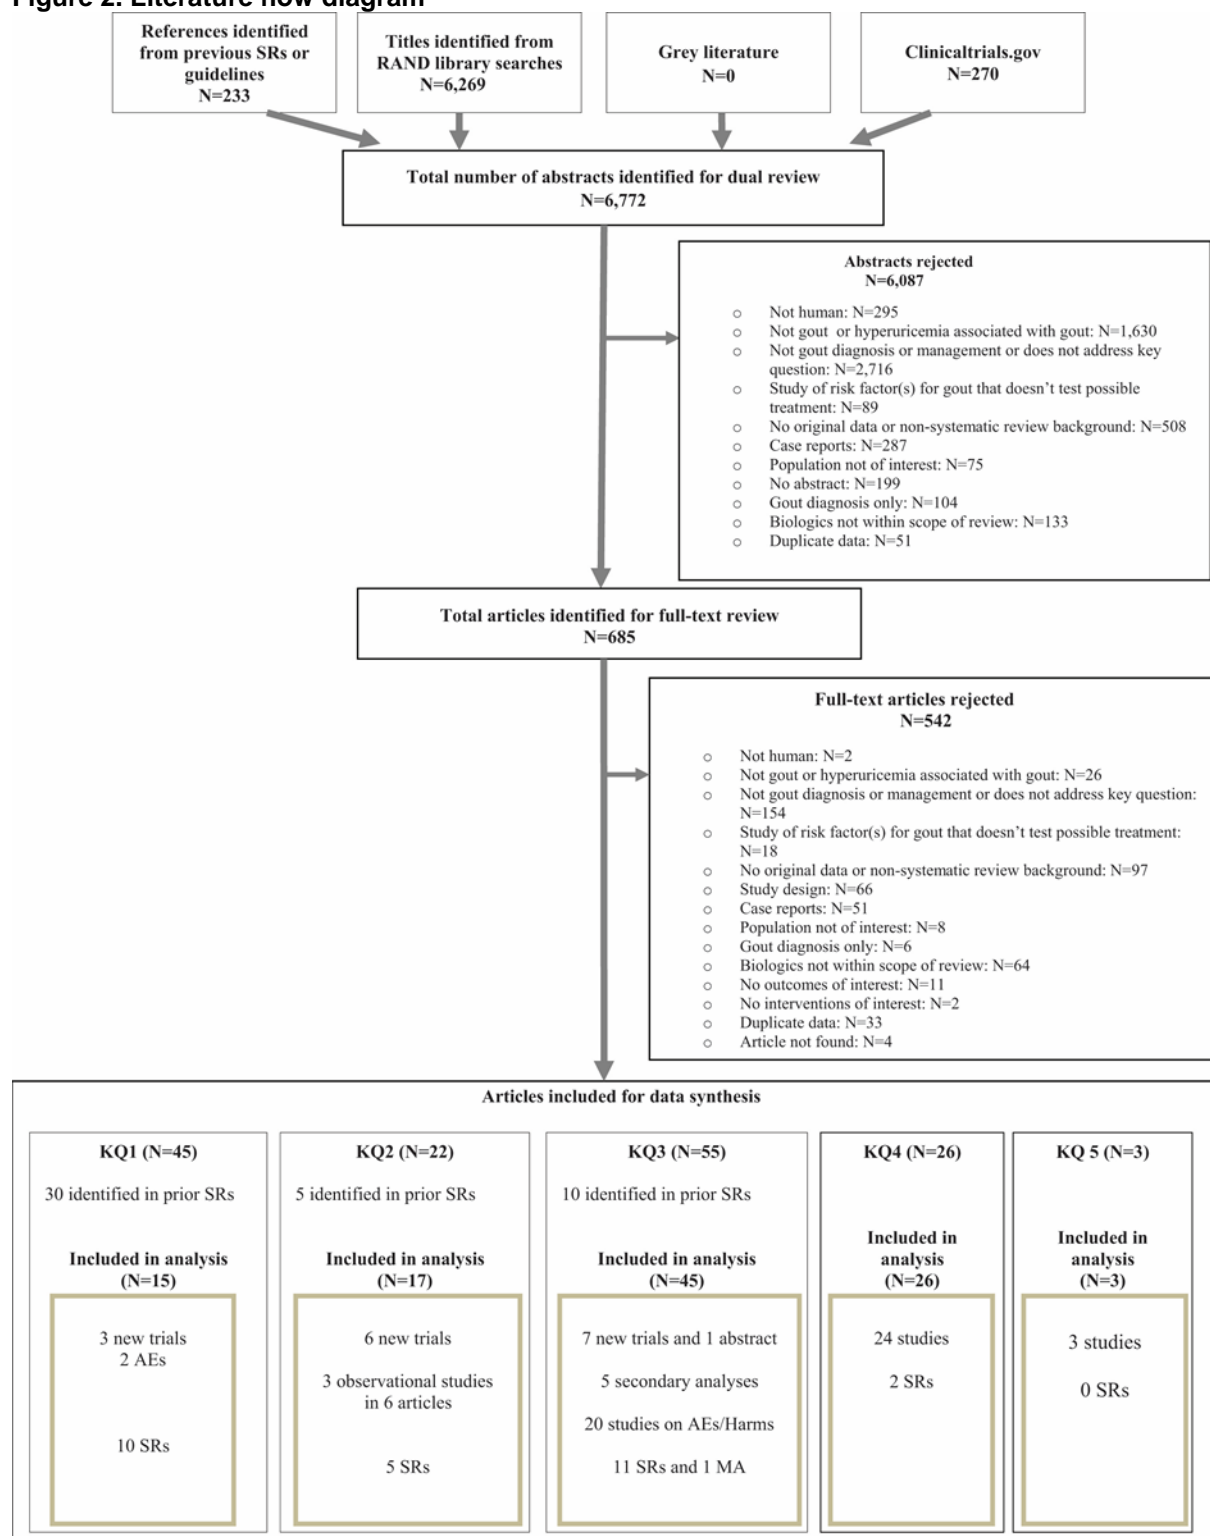 Figure 2. Literature flow diagram
References identified
from previous SRs or
guidelines
N=233
Titles identified from
RAND library searches
N=6,269
Grey literature
N=0
Clinicaltrials.gov
N=270
Total number of abstracts identified for dual review
N=6,772
Abstracts rejected
N=6,087
o Not human: N=295
o Not gout or hyperuricemia associated with gout: N=1,630
o Not gout diagnosis or management or does not address key
question: N=2,716
o Study of risk factor(s) for gout that doesn't test possible
treatment: N=89
o No original data or non-systematic review background: N=508
o Case reports: N=287
o Population not of interest: N=75
o No abstract: N=199
o Gout diagnosis only: N=104
o Biologics not within scope of review: N=133
o Duplicate data: N=51
Total articles identified for full-text review
N=685
Full-text articles rejected
N=542
o Not human: N=2
o Not gout or hyperuricemia associated with gout: N=26
o Not gout diagnosis or management or does not address key question:
N=154
o Study of risk factor(s) for gout that doesn't test possible treatment:
N=18
o No original data or non-systematic review background: N=97
o Study design: N=66
o Case reports: N=51
o Population not of interest: N=8
o Gout diagnosis only: N=6
o Biologics not within scope of review: N=64
o No outcomes of interest: N=11
o No interventions of interest: N=2
o Duplicate data: N=33
o Article not found: N=4
Articles included for data synthesis
KQ1 (N=45)
30 identified in prior SRs
Included in analysis
(N=15)
3 new trials
2 AEs
10 SRs
KQ2 (N=22)
5 identified in prior SRs
Included in analysis
(N=17)
6 new trials
3 observational studies
in 6 articles
5 SRs
KQ3 (N=55)
10 identified in prior SRs
Included in analysis
(N=45)
7 new trials and 1 abstract
5 secondary analyses
20 studies on AEs/Harms
11 SRs and 1 MA
KQ4 (N=26)
Included in
analysis
(N=26)
24 studies
2 SRs
KQ 5 (N=3)
Included in
analysis
(N=3)
3 studies
0 SRs